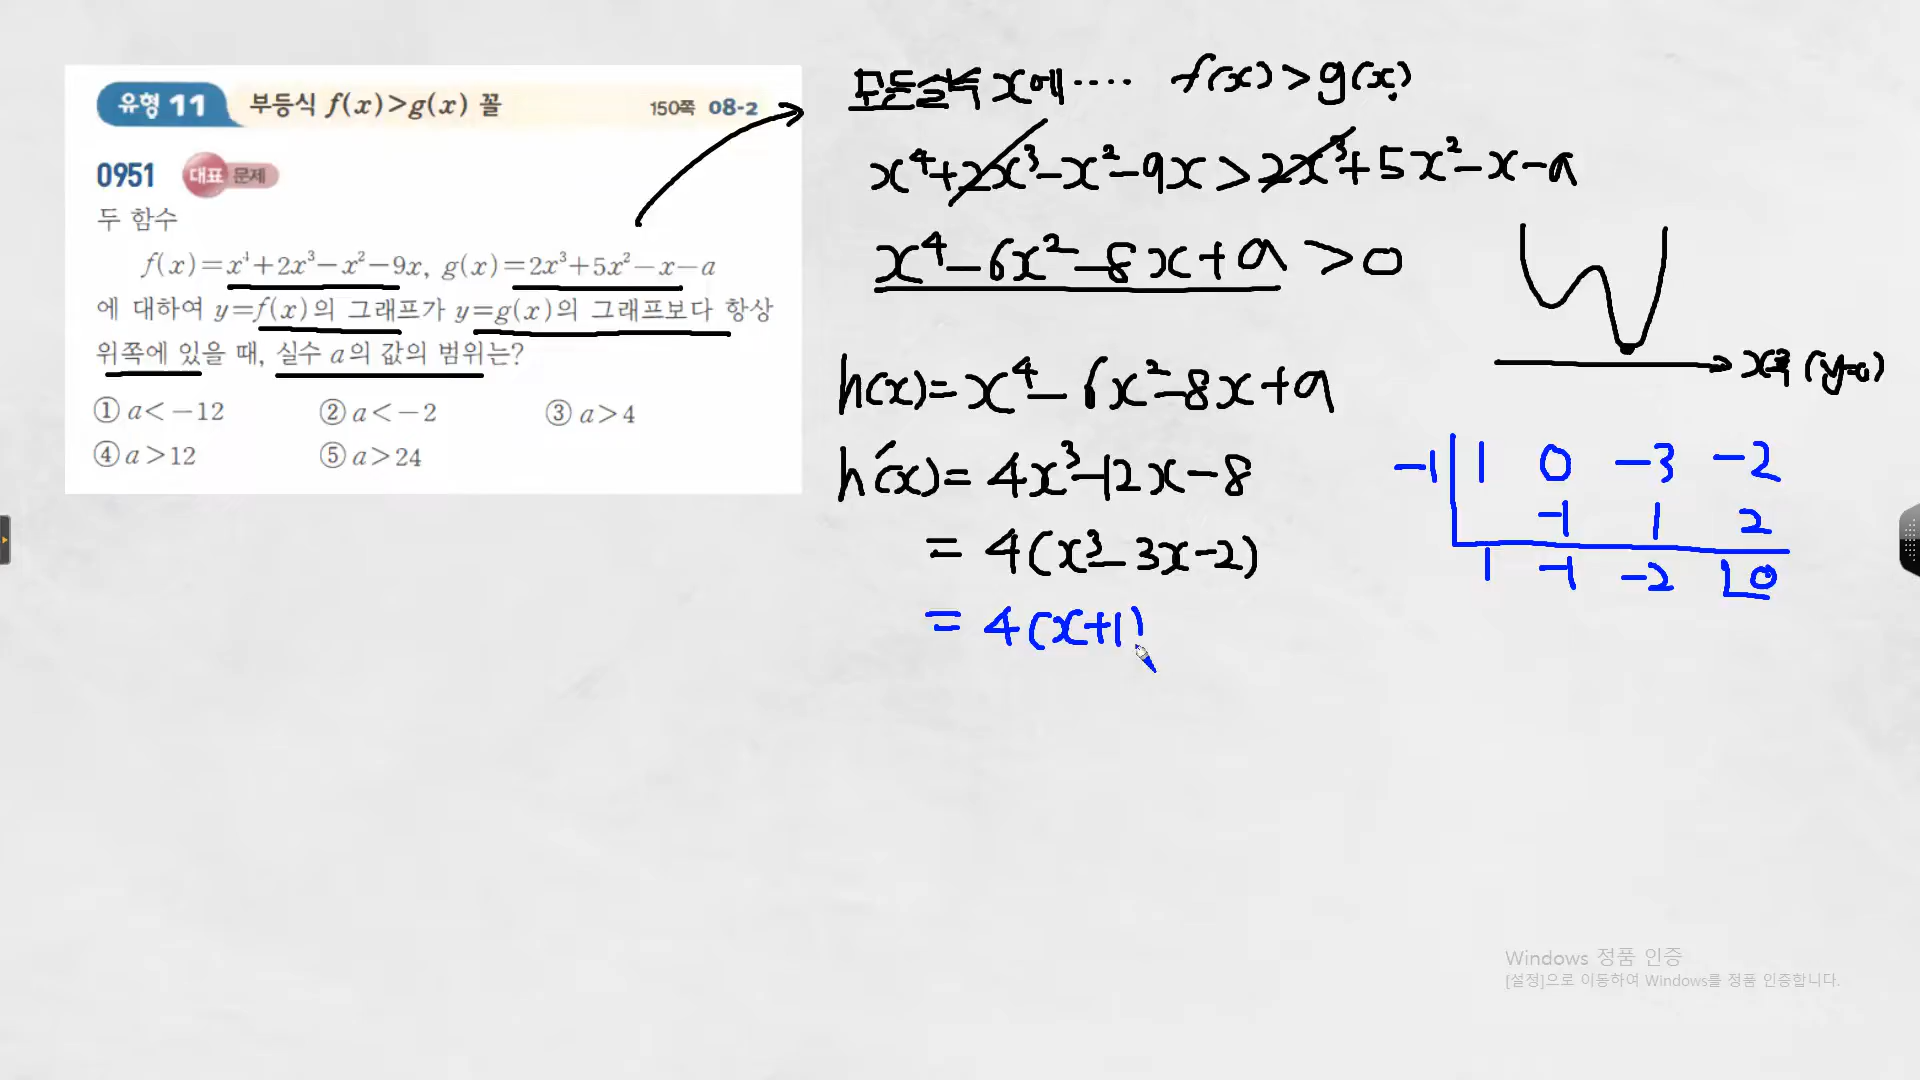 유형 11 부등식 f(x)>g(x) 꼴 150쪽 08-2
0951 대표 문제
두 함수
f(x)=x⁴+2x³−x²−9x, g(x)=2x³+5x²−x−a
에 대하여 y=f(x)의 그래프가 y=g(x)의 그래프보다 항상
위쪽에 있을 때, 실수 a의 값의 범위는?
① a<−12 ② a<−2 ③ a>4
④ a>12 ⑤ a>24
모든실수 x에···· f(x)>g(x)
x⁴+2x³−x²−9x>2x³+5x²−x−a
x⁴−6x²−8x+a>0
x축 (y=0)
h(x)=x⁴−6x²−8x+a
h'(x)=4x³−12x−8
=4(x³−3x−2)
=4(x+1)
−1 1 0 −3 −2
−1 1 2
1 −1 −2 0
Windows 정품 인증
[설정]으로 이동하여 Windows를 정품 인증합니다.